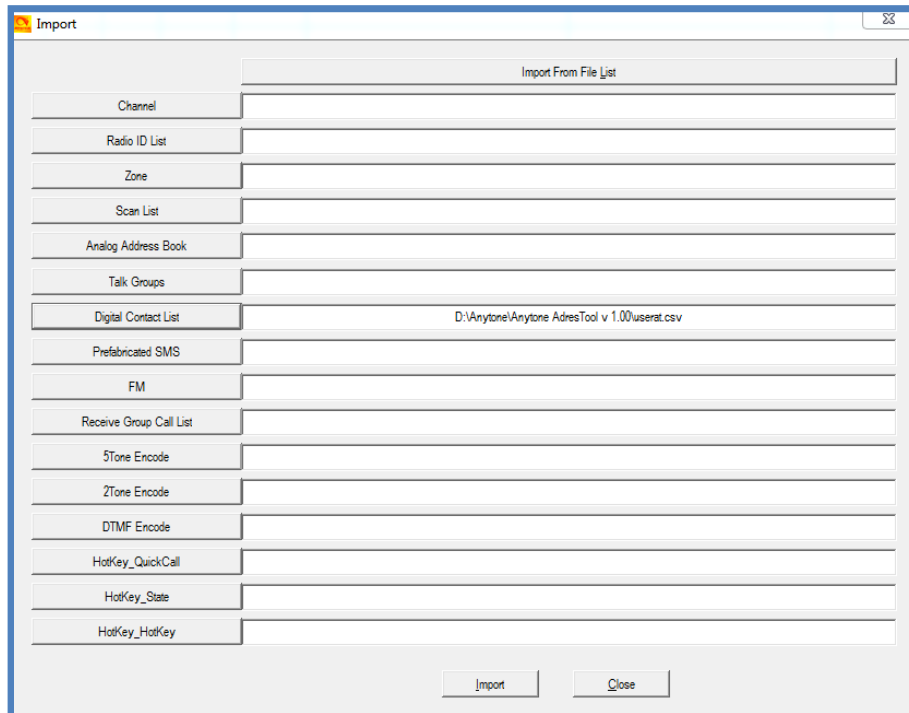 Import
Import From File List
Channel
Radio ID List
Zone
Scan List
Analog Address Book
Talk Groups
Digital Contact List D:\Anytone\Anytone AdresTool v 1.00\userat.csv
Prefabricated SMS
FM
Receive Group Call List
5Tone Encode
2Tone Encode
DTMF Encode
HotKey_QuickCall
HotKey_State
HotKey_HotKey
Import Close